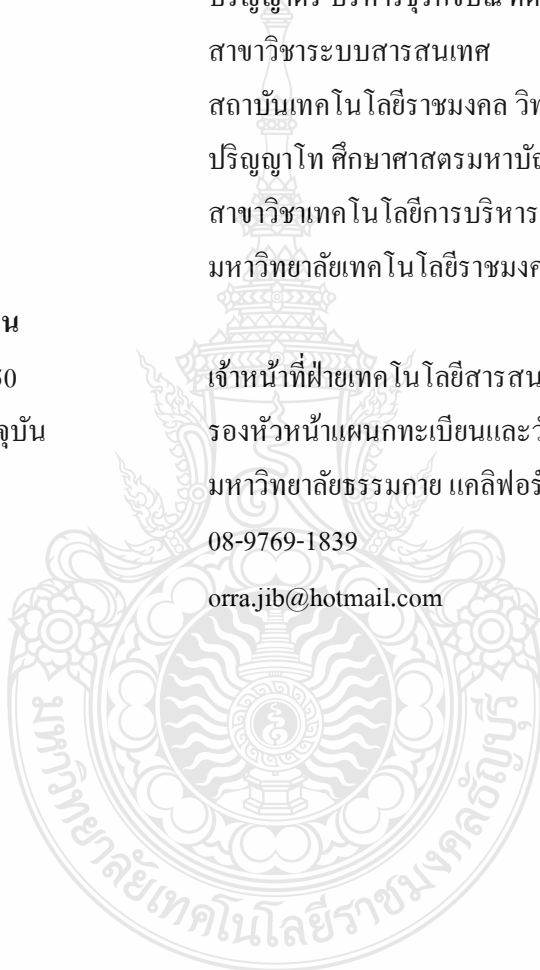 สาขาวิชาระบบสารสนเทศ
สถาบันเทคโนโลยีราชมงคล
ปริญญาโท ศึกษาศาสตรมหาบัณ
สาขาวิชาเทคโนโลยีการบริหาร
มหาวิทยาลัยเทคโนโลยีราชมงค
น
50 เจ้าหน้าที่ฝ่ายเทคโนโลยีสารสน
จุบัน รองหัวหน้าแผนกทะเบียนและวั
มหาวิทยาลัยธรรมกาย แคลิฟอร์
08-9769-1839
orra.jib@hotmail.com
มหาวิทยาลัยเทคโนโลยีราชมงคลธัญบุรี